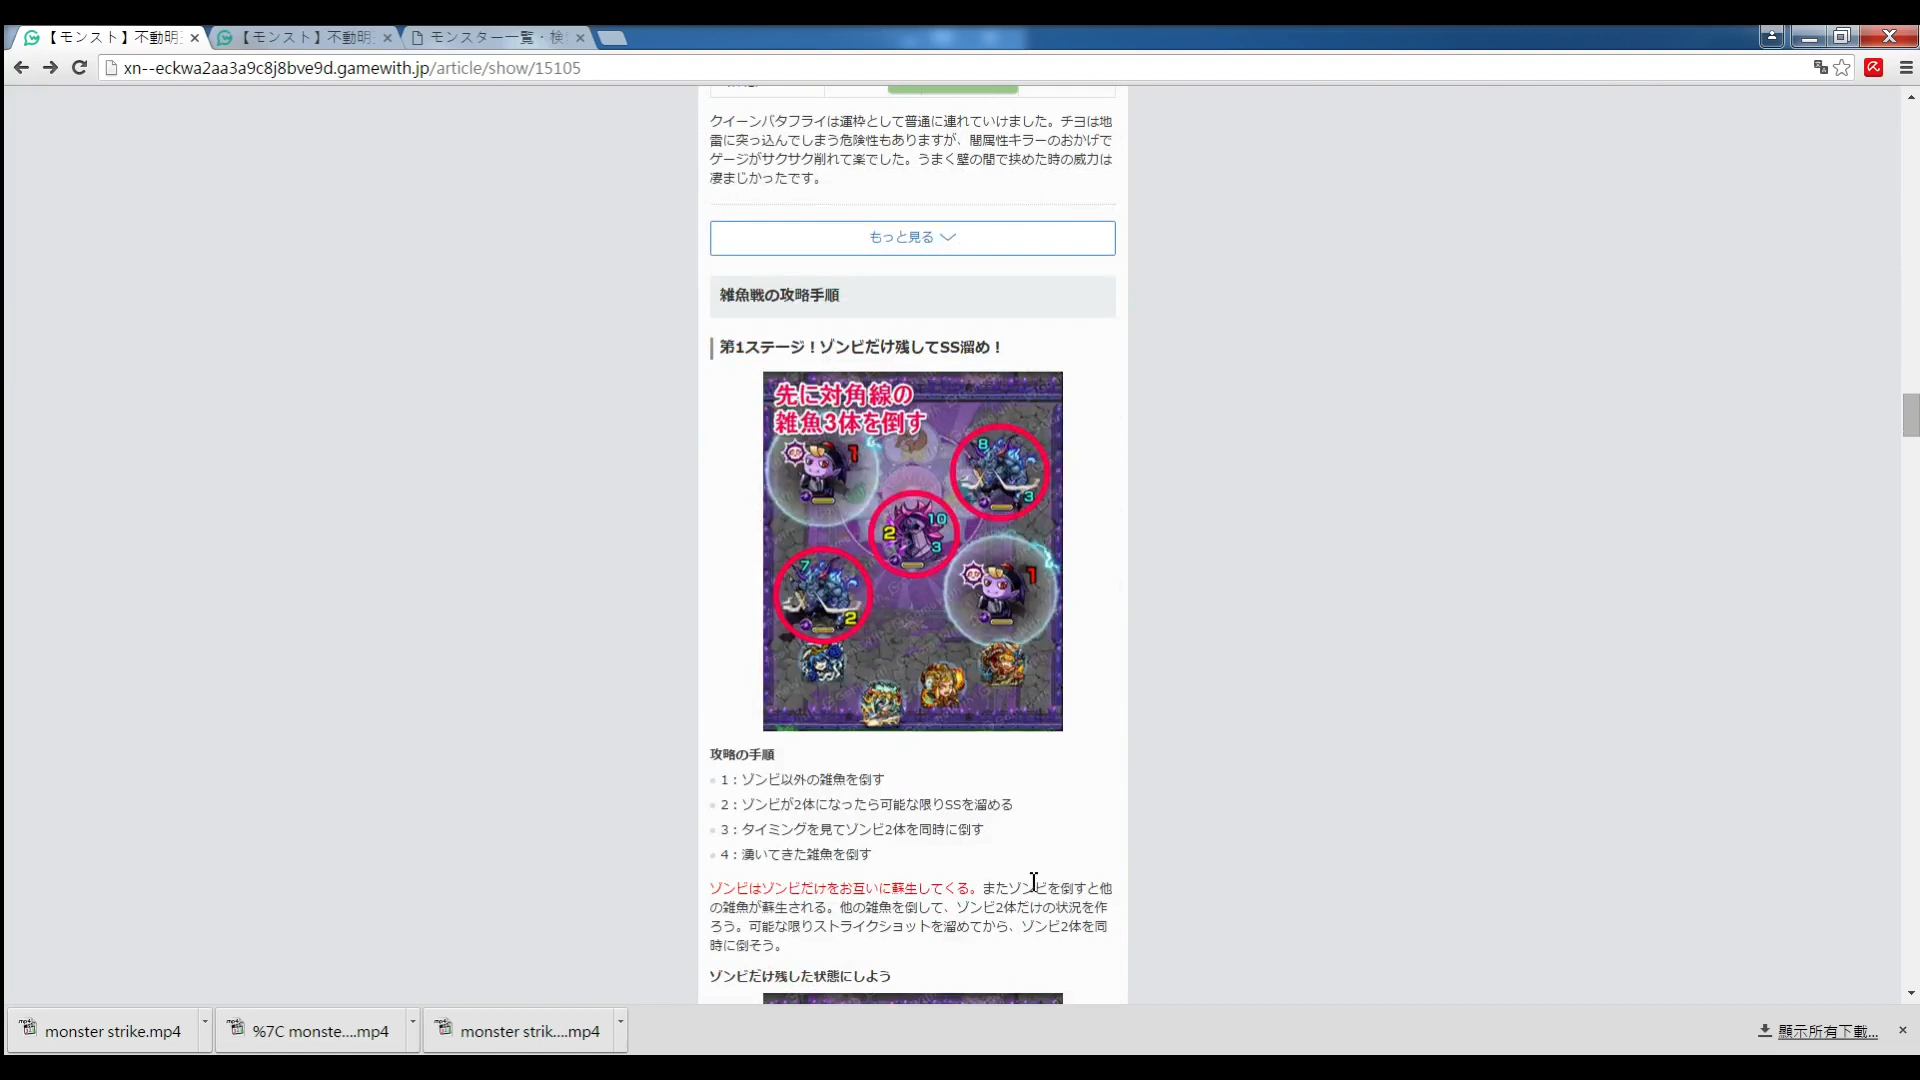 【モンスト】不動明
【モンスト】不動明
モンスター一覧・検
xn--eckwa2aa3a9c8j8bve9d.gamewith.jp/article/show/15105
クイーンバタフライは運枠として普通に連れていけました。チヨは地
雷に突っ込んでしまう危険性もありますが、闇属性キラーのおかげで
ゲージがサクサク削れて楽でした。うまく壁の間で挟めた時の威力は
凄まじかったです。
もっと見る
雑魚戦の攻略手順
第1ステージ！ゾンビだけ残してSS溜め！
先に対角線の
雑魚3体を倒す
1
8
3
2
10
3
7
2
1
攻略の手順
1：ゾンビ以外の雑魚を倒す
2：ゾンビが2体になったら可能な限りSSを溜める
3：タイミングを見てゾンビ2体を同時に倒す
4：湧いてきた雑魚を倒す
ゾンビはゾンビだけをお互いに蘇生してくる。またゾンビを倒すと他
の雑魚が蘇生される。他の雑魚を倒して、ゾンビ2体だけの状況を作
ろう。可能な限りストライクショットを溜めてから、ゾンビ2体を同
時に倒そう。
ゾンビだけ残した状態にしよう
monster strike.mp4
%7C monste....mp4
monster strik....mp4
顯示所有下載...